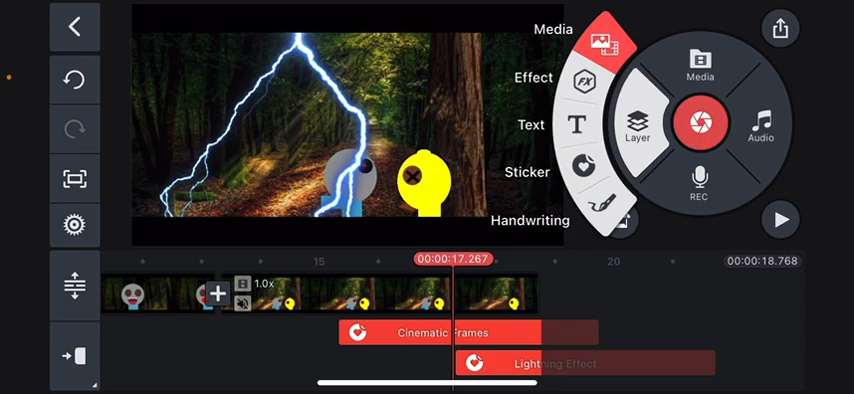 Media
Effect
FX
Text
T
Sticker
Handwriting
Media
Layer
Audio
REC
15
00:00:17.267
20
00:00:18.768
1.0x
Cinematic Frames
Lightning Effect